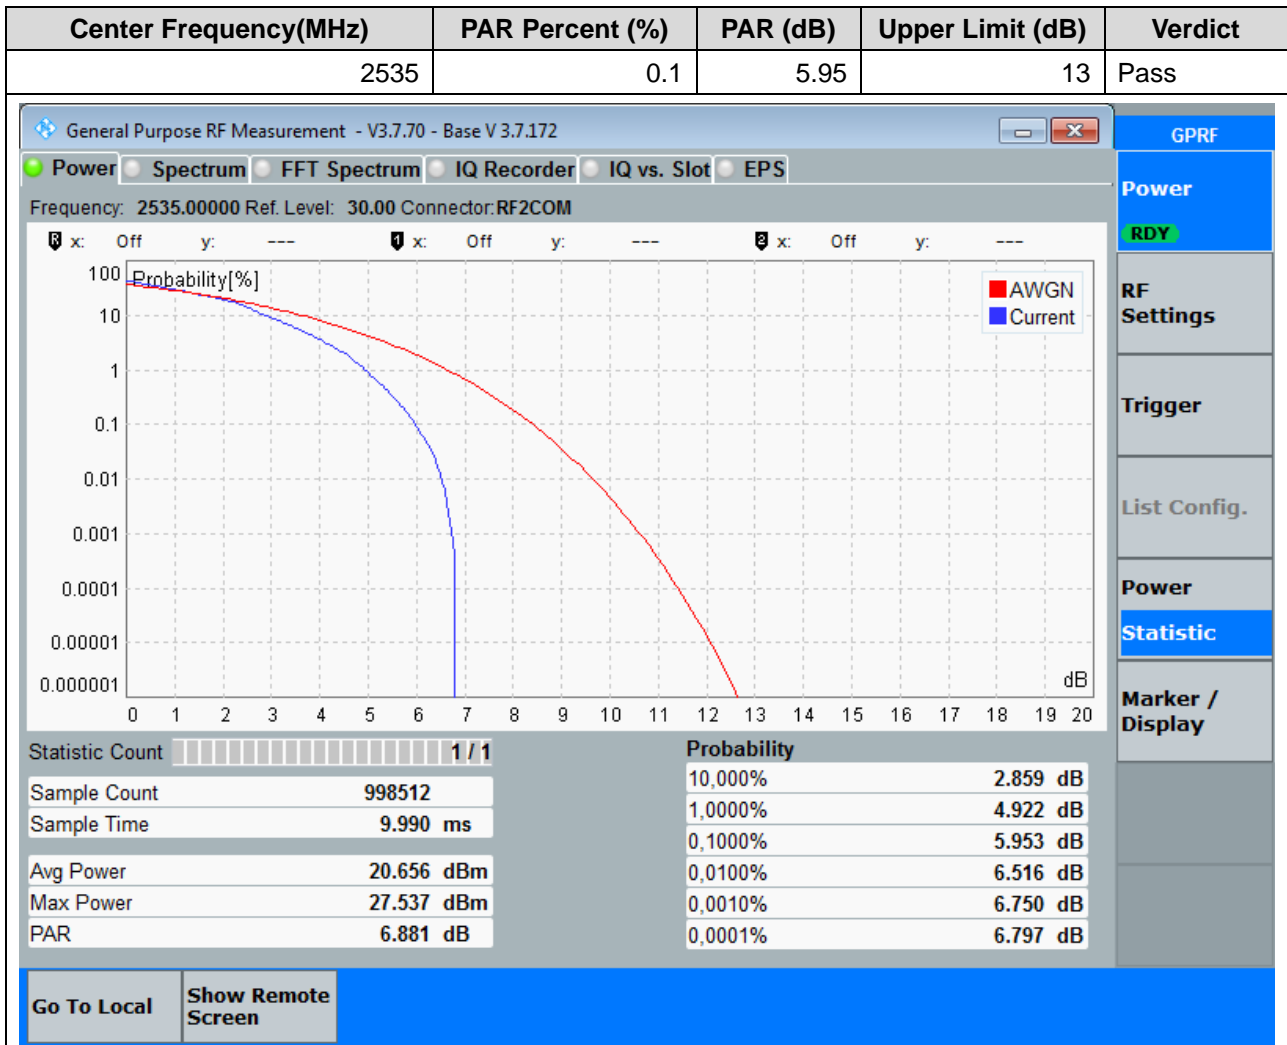 Center Frequency(MHz) PAR Percent (%) PAR (dB) Upper Limit (dB) Verdict
2535 0.1 5.95 13 Pass
General Purpose RF Measurement - V3.7.70 - Base V 3.7.172
GPRF
Power Spectrum FFT Spectrum IQ Recorder IQ vs. Slot EPS
Frequency: 2535.00000 Ref. Level: 30.00 Connector:RF2COM
R x: Off y: --- 1 x: Off y: --- 2 x: Off y: ---
Power
RDY
RF
Settings
Trigger
List Config.
Power
Statistic
Marker /
Display
Probability[%]
AWGN
Current
100
10
1
0.1
0.01
0.001
0.0001
0.00001
0.000001
dB
0 1 2 3 4 5 6 7 8 9 10 11 12 13 14 15 16 17 18 19 20
Statistic Count 1 / 1
Sample Count 998512
Sample Time 9.990 ms
Avg Power 20.656 dBm
Max Power 27.537 dBm
PAR 6.881 dB
Probability
10,000% 2.859 dB
1,0000% 4.922 dB
0,1000% 5.953 dB
0,0100% 6.516 dB
0,0010% 6.750 dB
0,0001% 6.797 dB
Go To Local
Show Remote
Screen